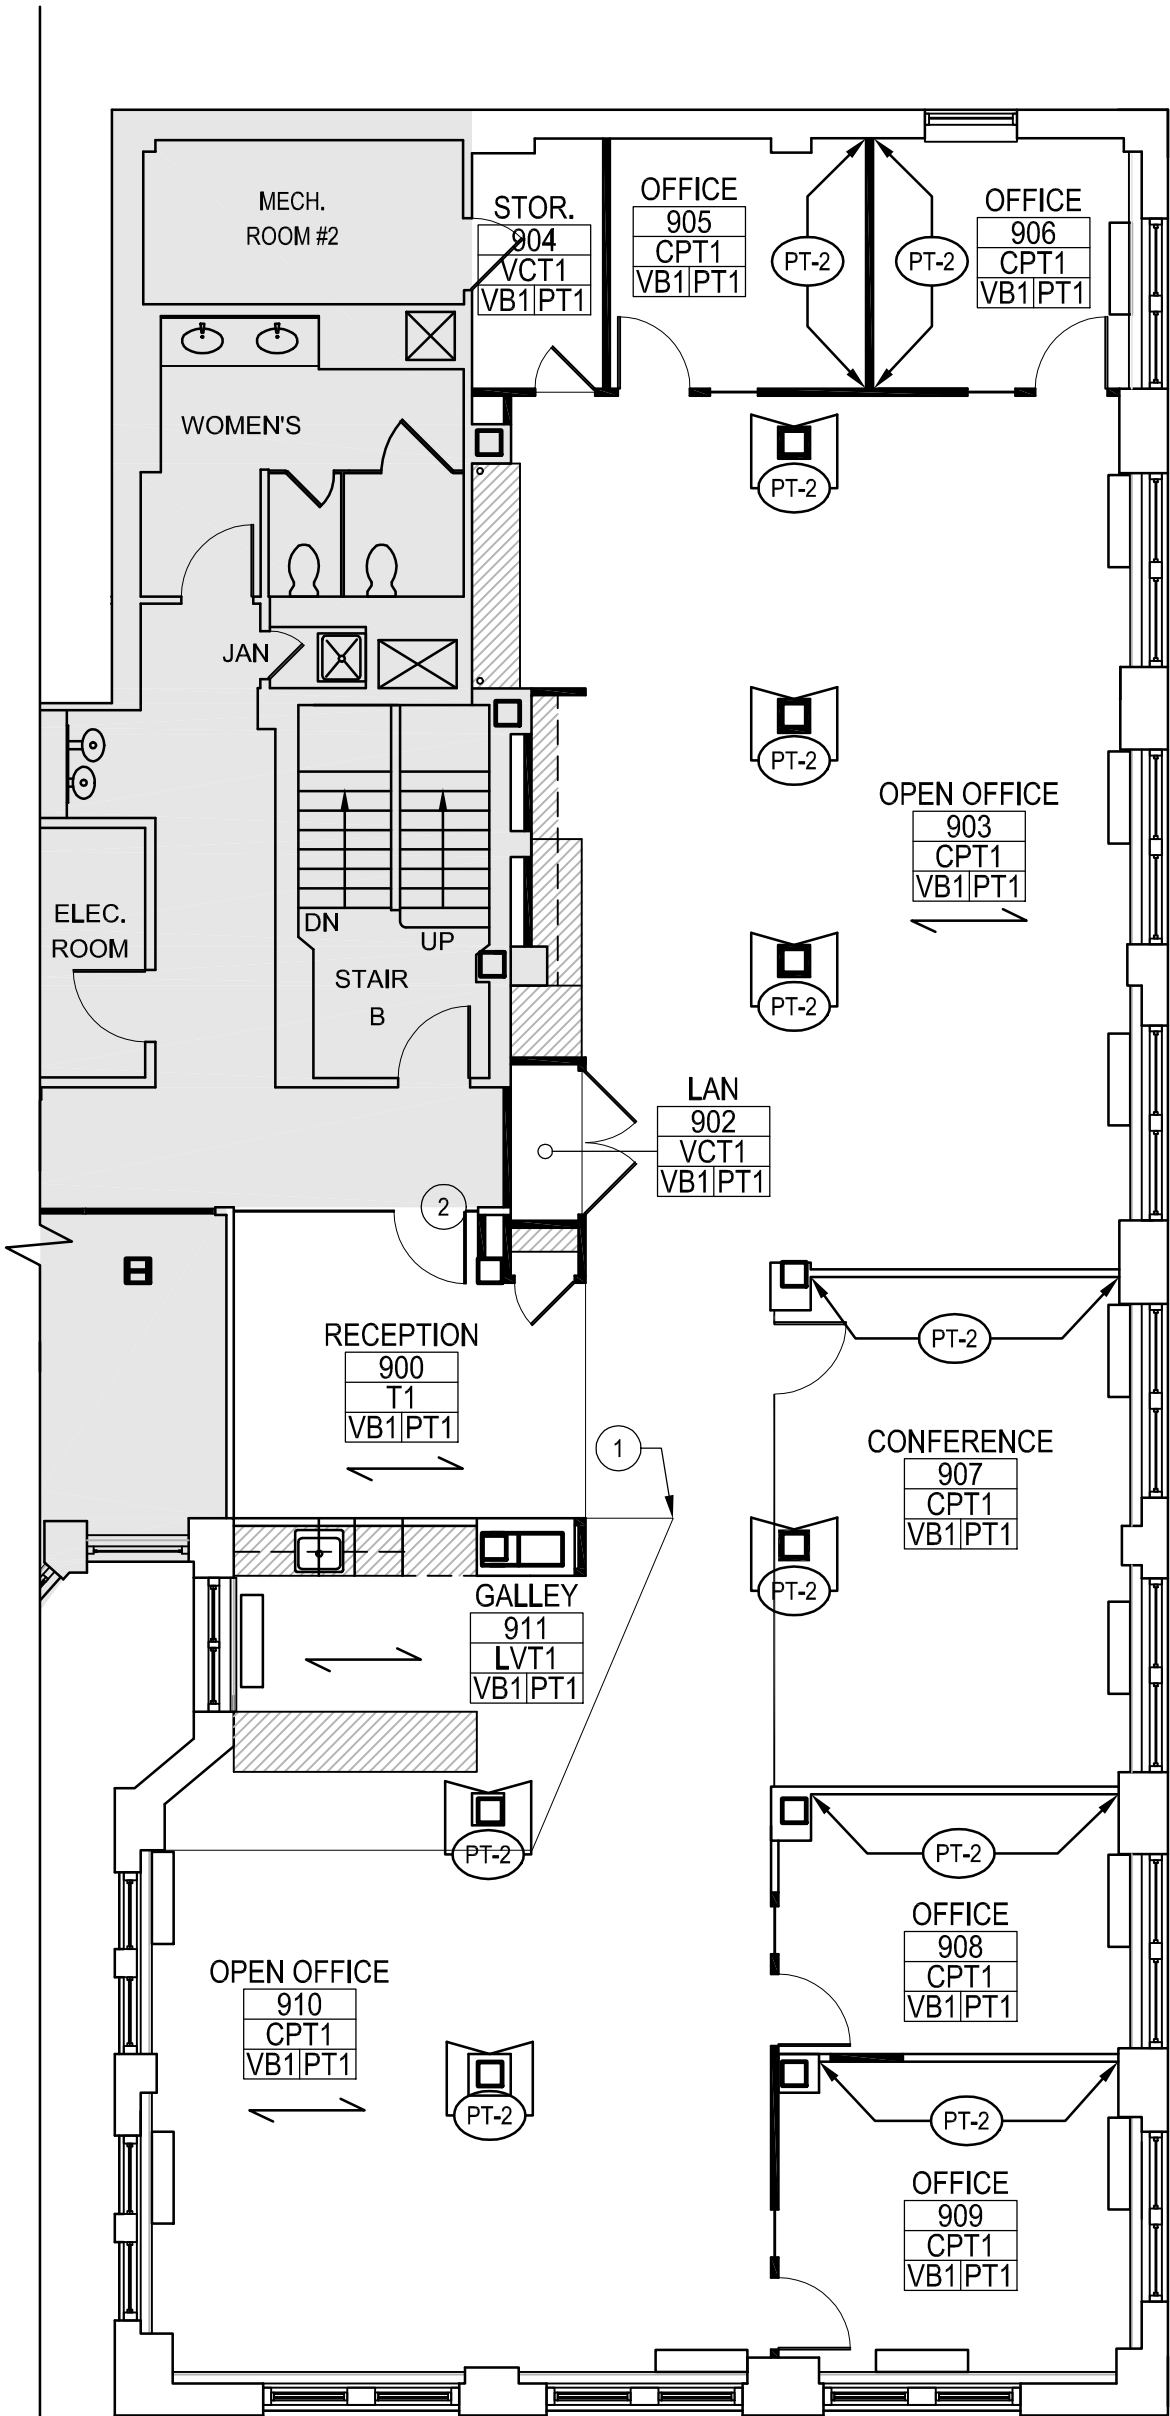 MECH.
ROOM #2
STOR.
904
VCT1
VB1 PT1
OFFICE
905
CPT1
VB1 PT1
PT-2
PT-2
OFFICE
906
CPT1
VB1 PT1
WOMEN'S
PT-2
JAN
PT-2
OPEN OFFICE
903
CPT1
VB1 PT1
ELEC.
ROOM
DN
UP
STAIR
B
PT-2
LAN
902
VCT1
VB1 PT1
2
RECEPTION
900
T1
VB1 PT1
PT-2
1
CONFERENCE
907
CPT1
VB1 PT1
PT-2
GALLEY
911
LVT1
VB1 PT1
PT-2
PT-2
OFFICE
908
CPT1
VB1 PT1
OPEN OFFICE
910
CPT1
VB1 PT1
PT-2
PT-2
OFFICE
909
CPT1
VB1 PT1